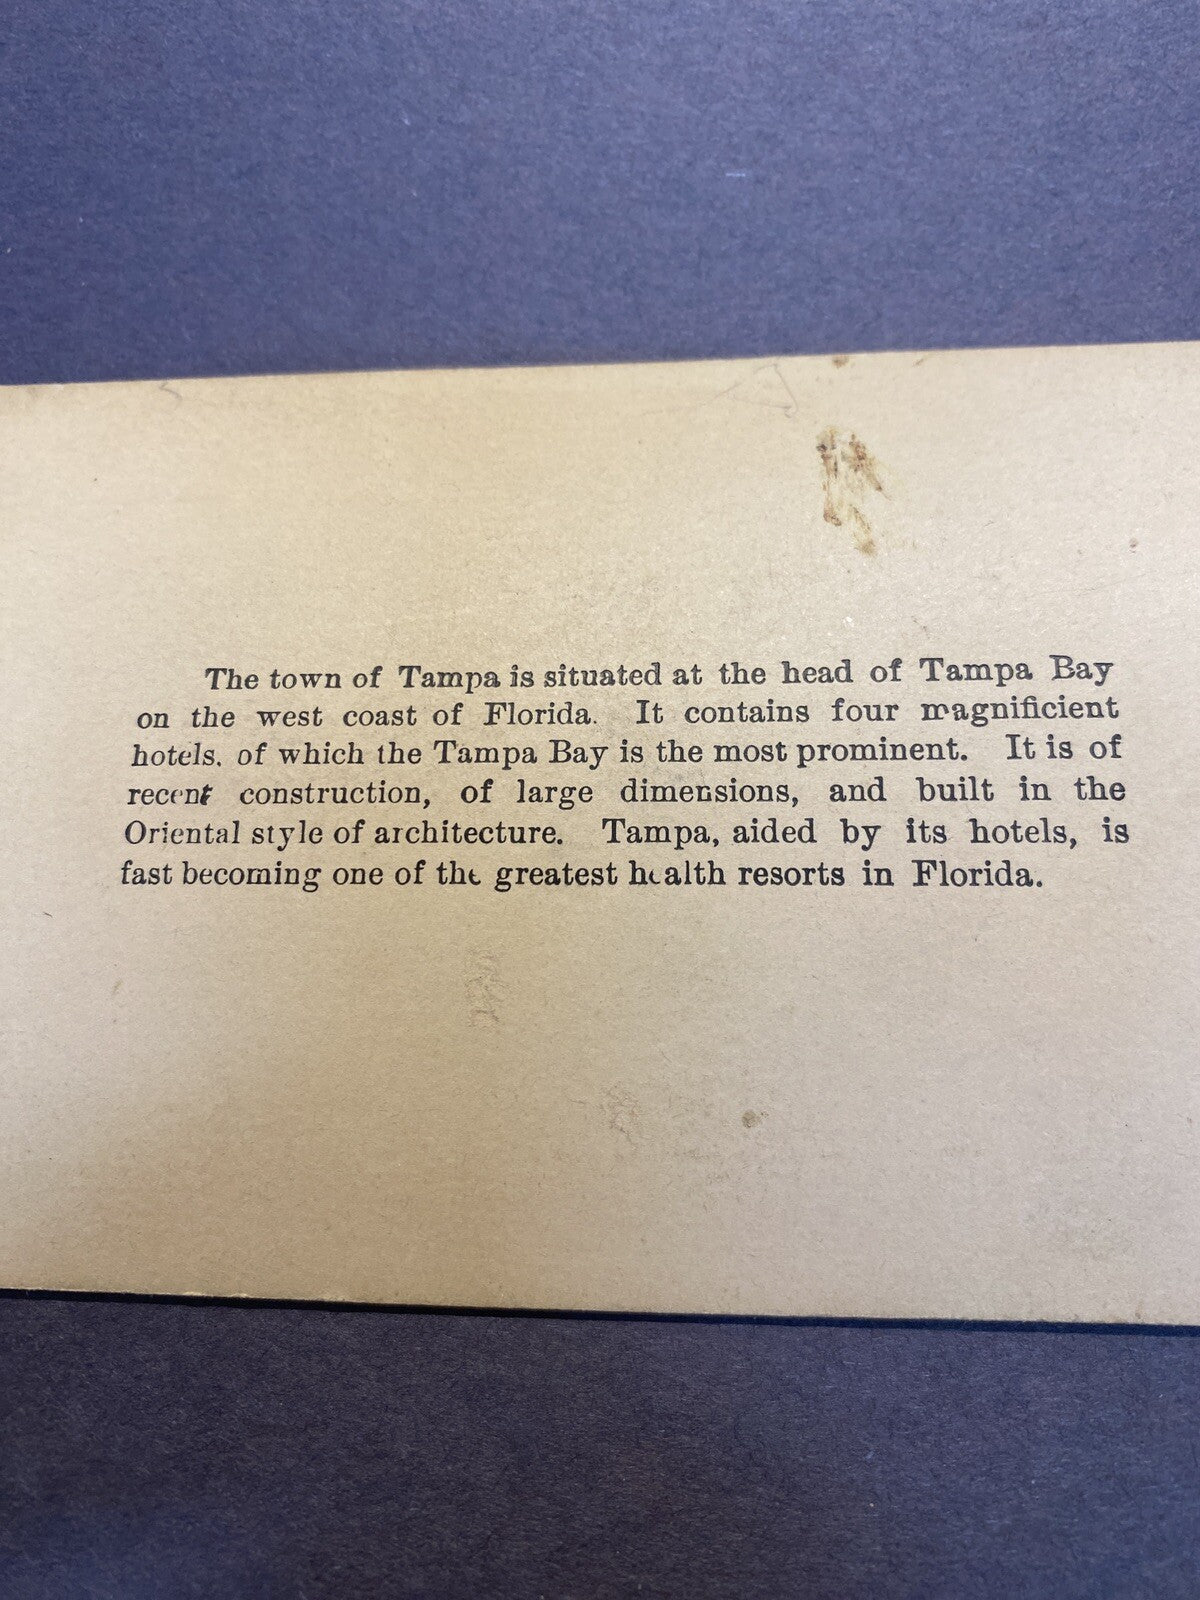 The town of Tampa is situated at the head of Tampa Bay
on the west coast of Florida. It contains four magnificient
hotels, of which the Tampa Bay is the most prominent. It is of
recent construction, of large dimensions, and built in the
Oriental style of architecture. Tampa, aided by its hotels, is
fast becoming one of the greatest health resorts in Florida.